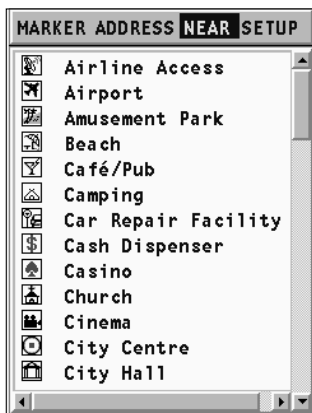 MARKER ADDRESS NEAR SETUP
Airline Access
Airport
Amusement Park
Beach
Café/Pub
Camping
Car Repair Facility
Cash Dispenser
Casino
Church
Cinema
City Centre
City Hall